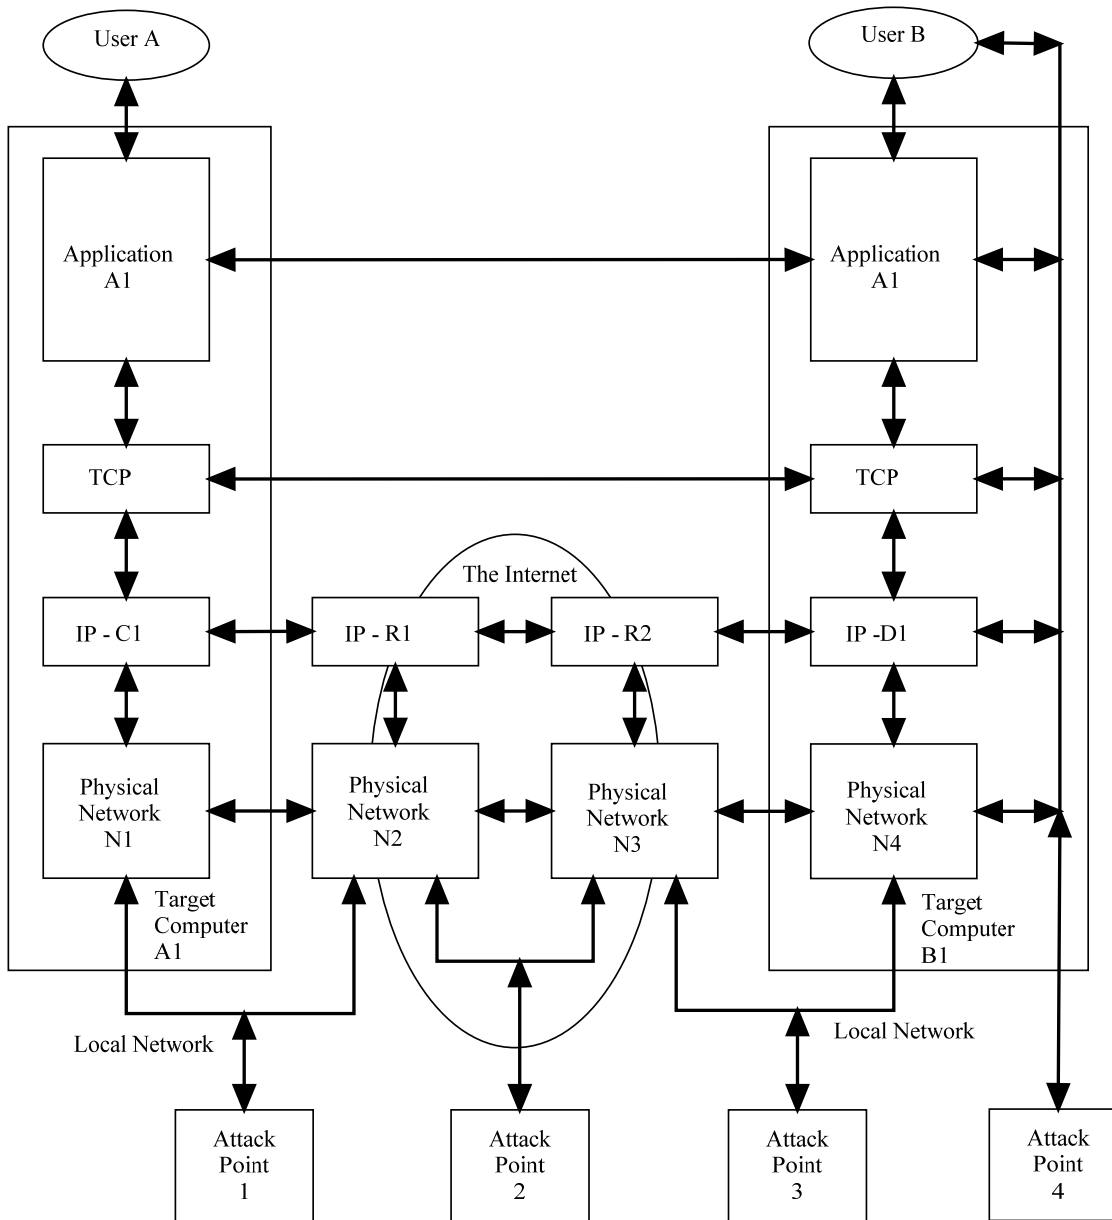 User A
User B
Application
A1
Application
A1
TCP
TCP
The Internet
IP - C1
IP - R1
IP - R2
IP -D1
Physical
Network
N1
Physical
Network
N2
Physical
Network
N3
Physical
Network
N4
Target
Computer
A1
Target
Computer
B1
Local Network
Local Network
Attack
Point
1
Attack
Point
2
Attack
Point
3
Attack
Point
4